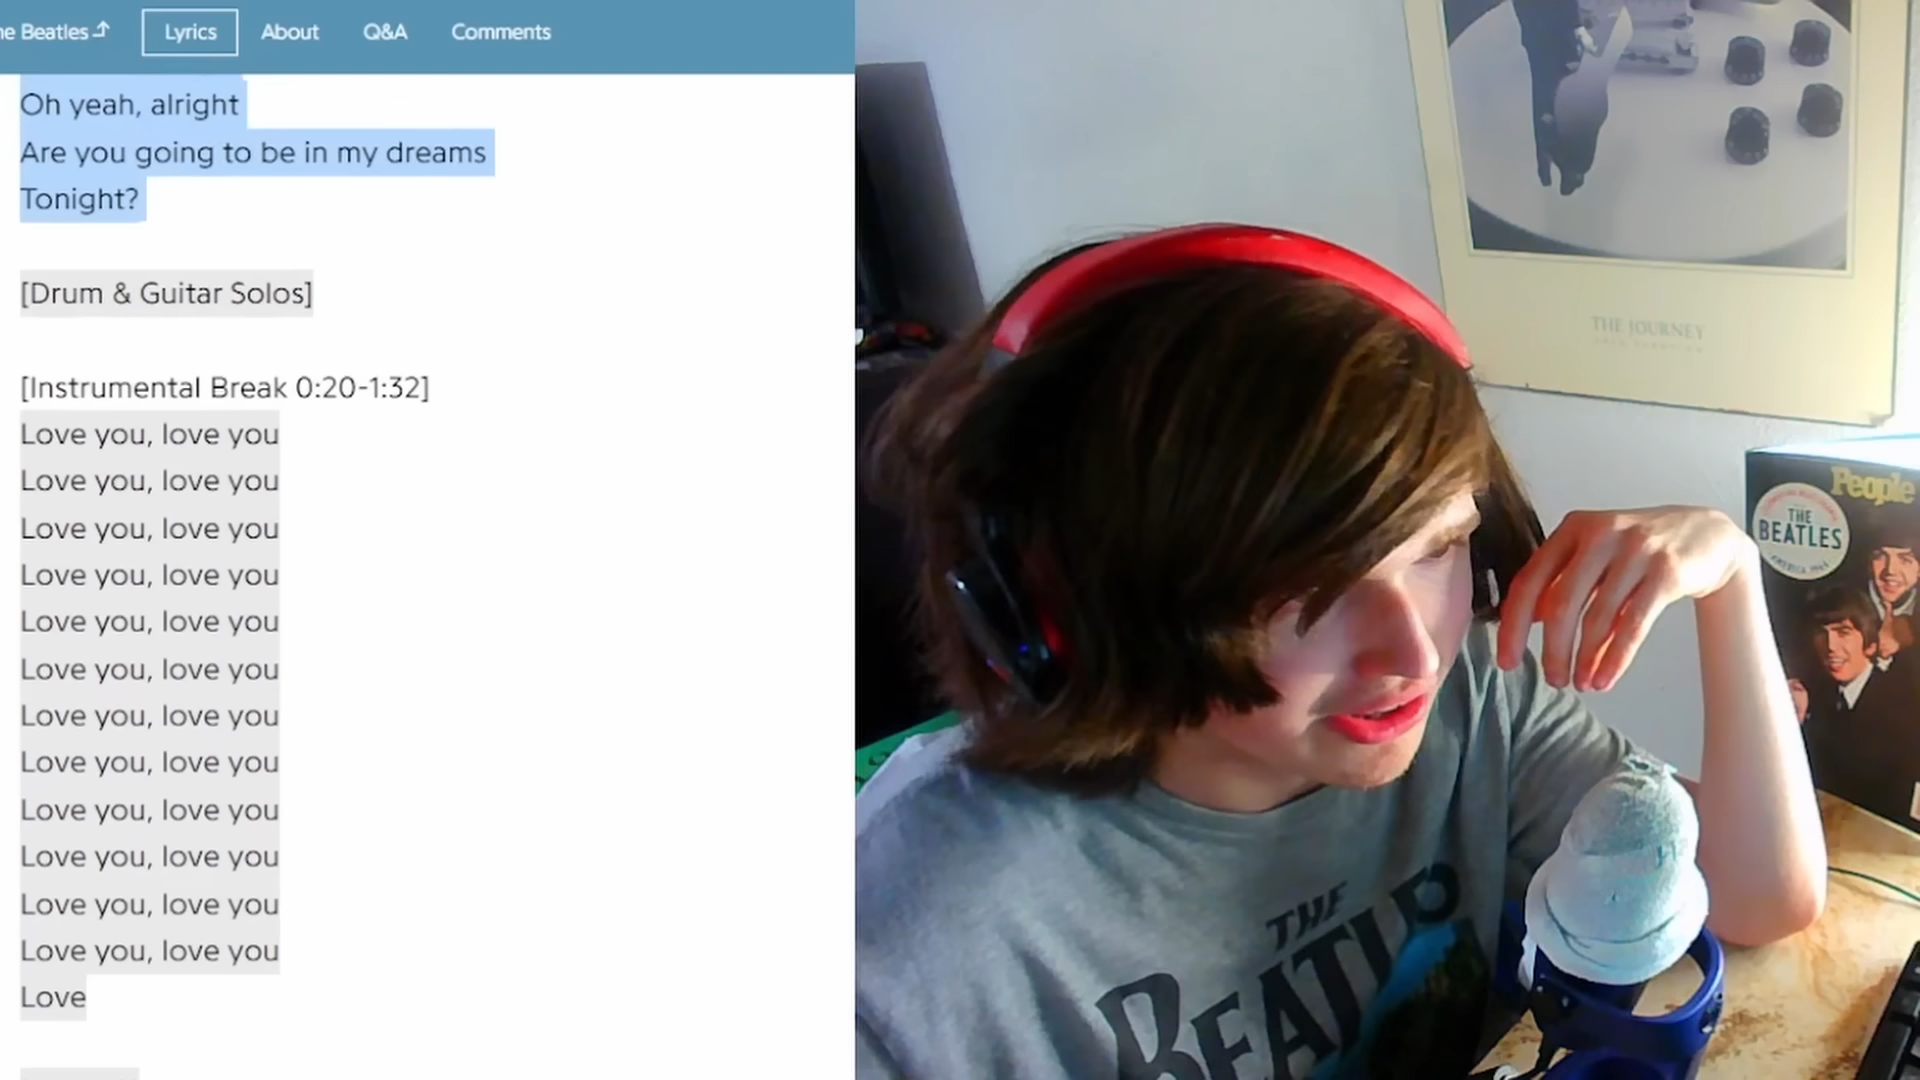 he Beatles Lyrics About Q&A Comments
Oh yeah, alright
Are you going to be in my dreams
Tonight?
[Drum & Guitar Solos]
[Instrumental Break 0:20-1:32]
Love you, love you
Love you, love you
Love you, love you
Love you, love you
Love you, love you
Love you, love you
Love you, love you
Love you, love you
Love you, love you
Love you, love you
Love you, love you
Love you, love you
Love
THE JOURNEY
People
THE
BEATLES
THE
BEATLE